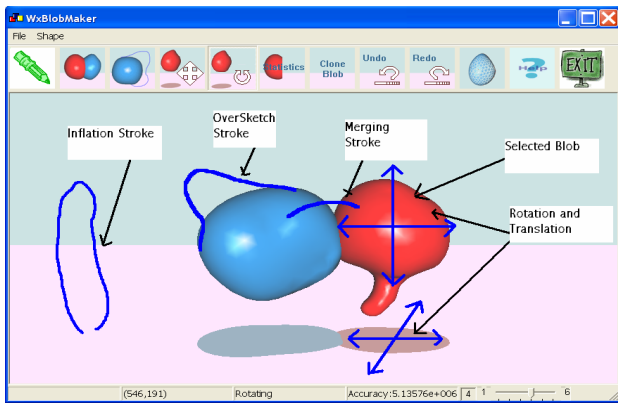 WxBlobMaker
File Shape
Statistics
Clone
Blob
Undo
Redo
Help
EXIT
Inflation Stroke
OverSketch
Stroke
Merging
Stroke
Selected Blob
Rotation and
Translation
(546,191) Rotating Accuracy:5.13576e+006 4 1 6